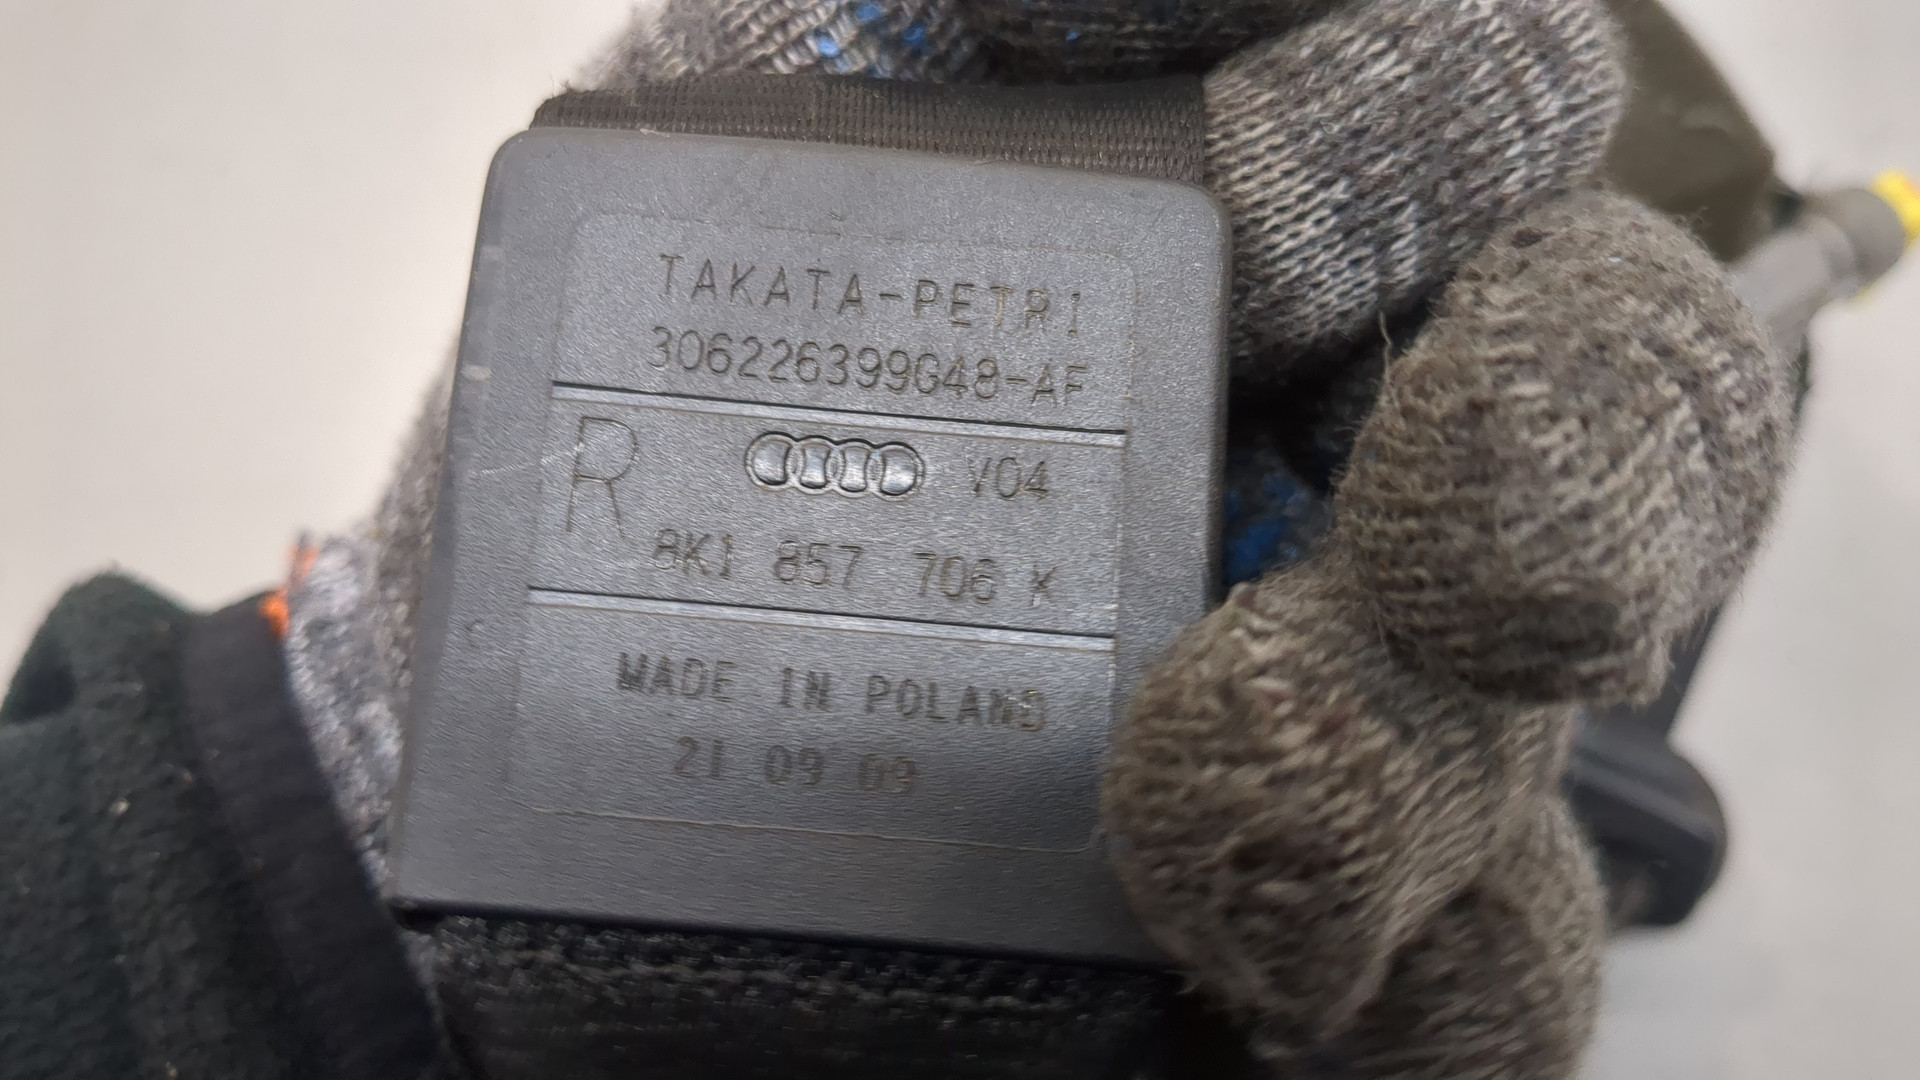 TAKATA-PETRI
306226399G48-AF
R V04
8K1 857 706 K
MADE IN POLAND
21 09 09